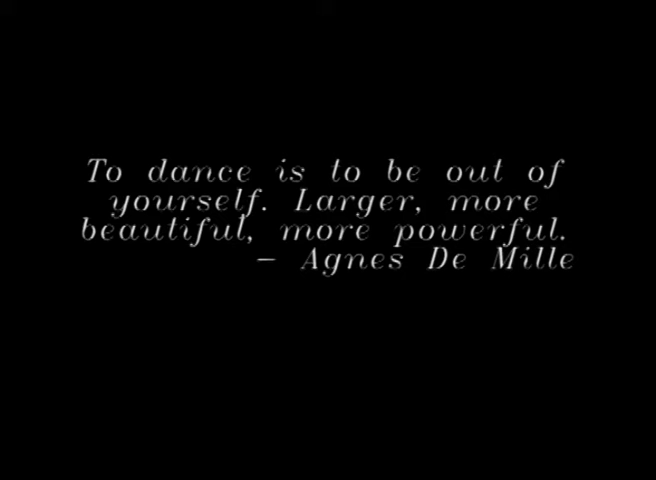 To dance is to be out of
yourself. Larger, more
beautiful, more powerful.
– Agnes De Mille